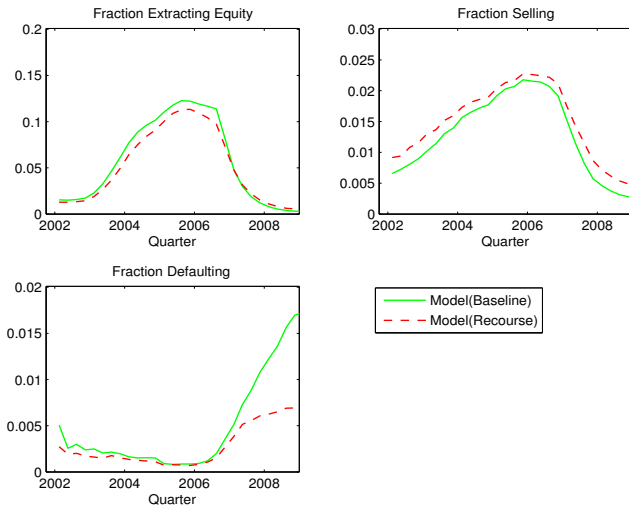 Fraction Extracting Equity
0.2
0.15
0.1
0.05
0
2002 2004 2006 2008
Quarter
Fraction Selling
0.03
0.025
0.02
0.015
0.01
0.005
0
2002 2004 2006 2008
Quarter
Fraction Defaulting
0.02
0.015
0.01
0.005
0
2002 2004 2006 2008
Quarter
Model(Baseline)
Model(Recourse)